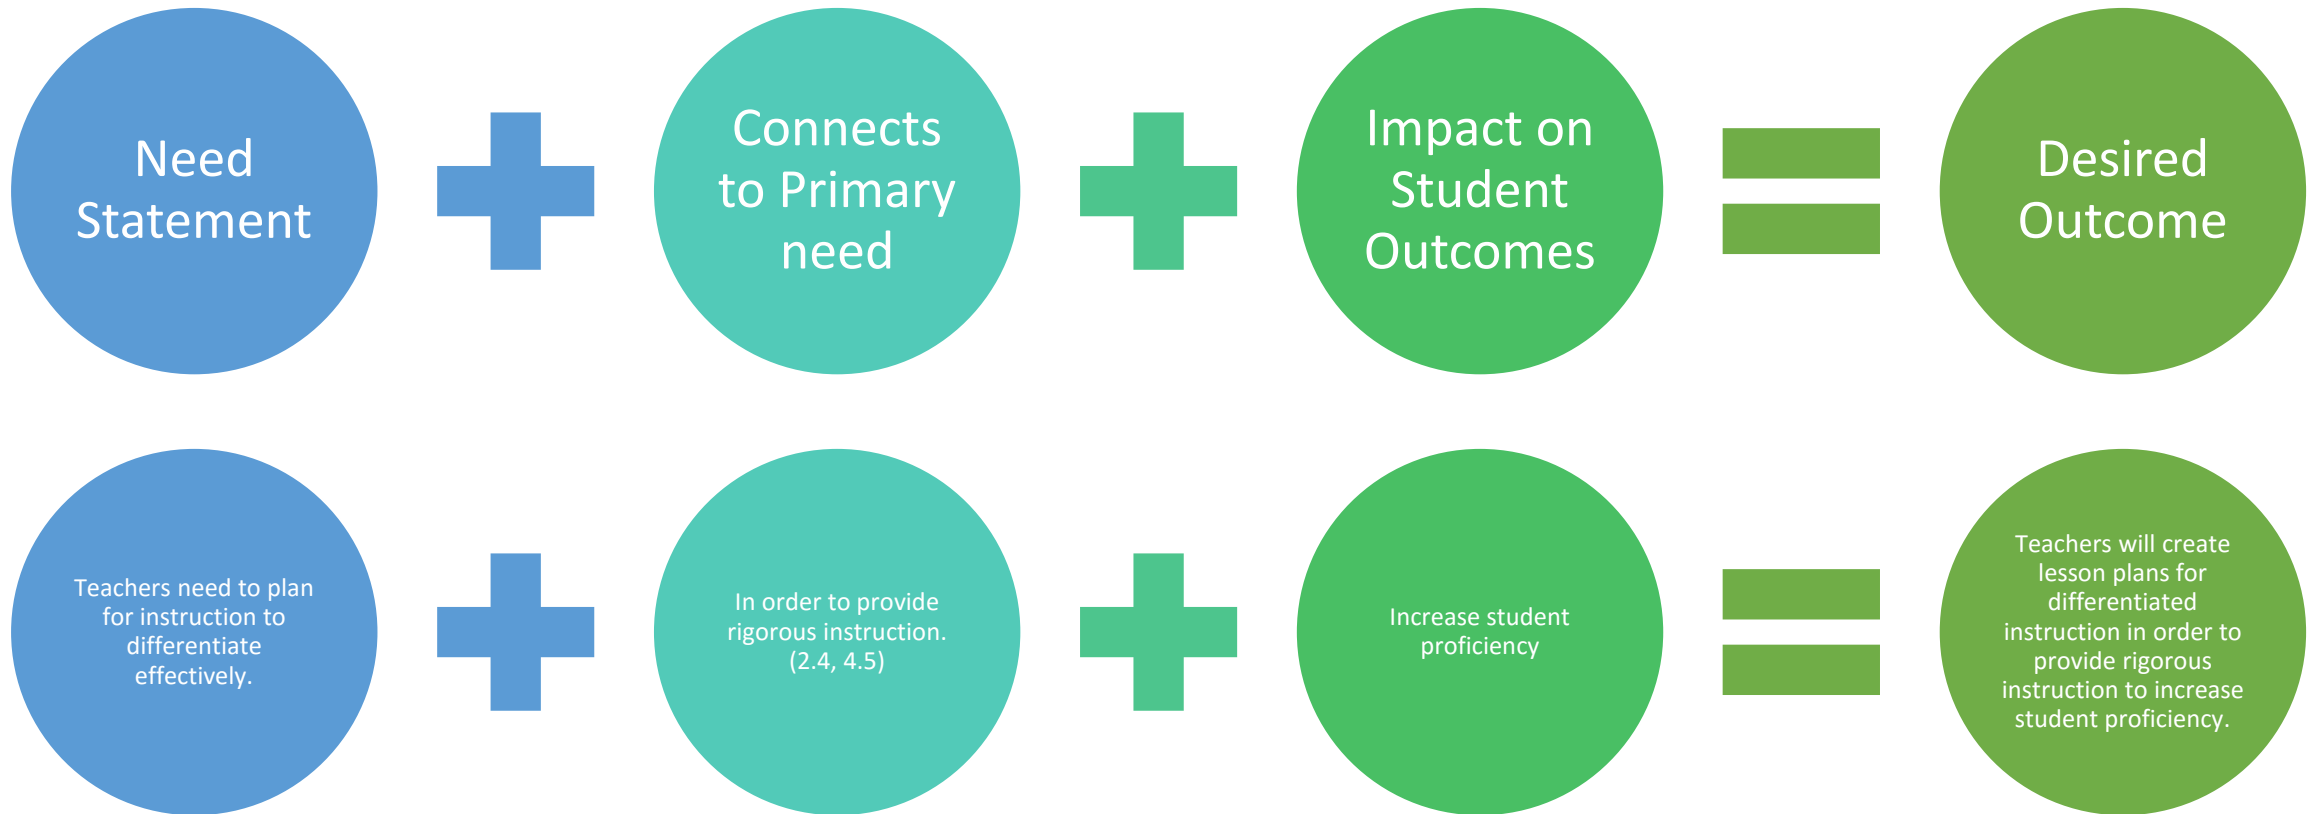 Need
Statement
Connects
to Primary
need
Impact on
Student
Outcomes
Desired
Outcome
Teachers need to plan
for instruction to
differentiate
effectively.
In order to provide
rigorous instruction.
(2.4, 4.5)
Increase student
proficiency
Teachers will create
lesson plans for
differentiated
instruction in order to
provide rigorous
instruction to increase
student proficiency.